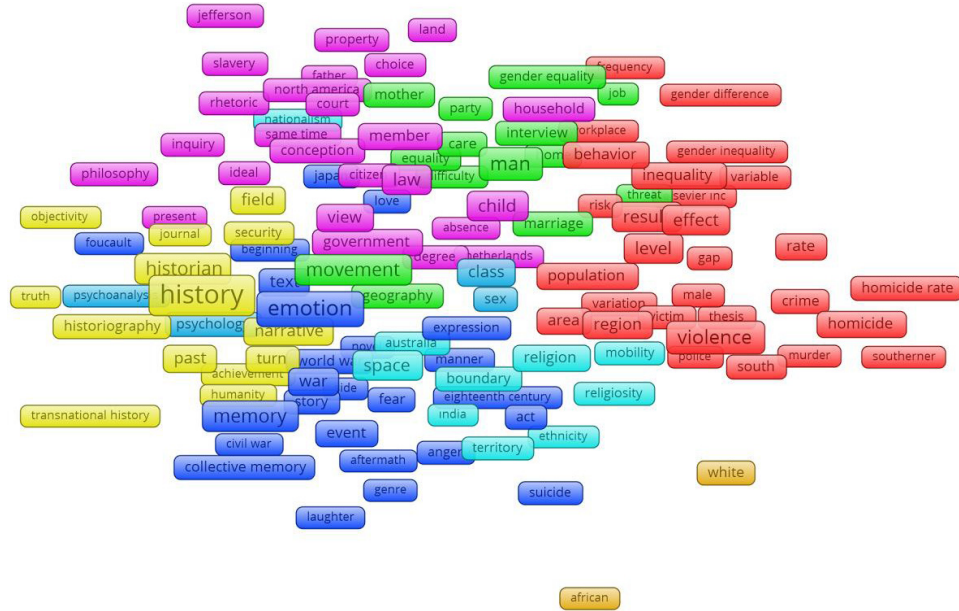 jefferson
land
property
slavery
choice
father
frequency
north america
gender equality
mother
job
gender difference
rhetoric
court
party
household
nationalism
same time
member
interview
workplace
inquiry
conception
care
gender inequality
equality
man
behavior
philosophy
ideal
japan
citizen
law
difficulty
inequality
variable
threat
field
love
child
risk
result
effect
objectivity
present
view
absence
marriage
journal
security
foucault
beginning
government
level
rate
degree
netherlands
gap
historian
movement
class
population
text
truth
psychoanalysis
history
geography
sex
male
homicide rate
emotion
variation
crime
historiography
psychology
narrative
expression
area
region
victim
thesis
homicide
australia
violence
past
turn
world war
novel
space
manner
religion
mobility
police
south
murder
southerner
achievement
war
boundary
humanity
story
fear
eighteenth century
religiosity
transnational history
memory
india
act
event
ethnicity
civil war
anger
territory
collective memory
aftermath
white
genre
suicide
laughter
african